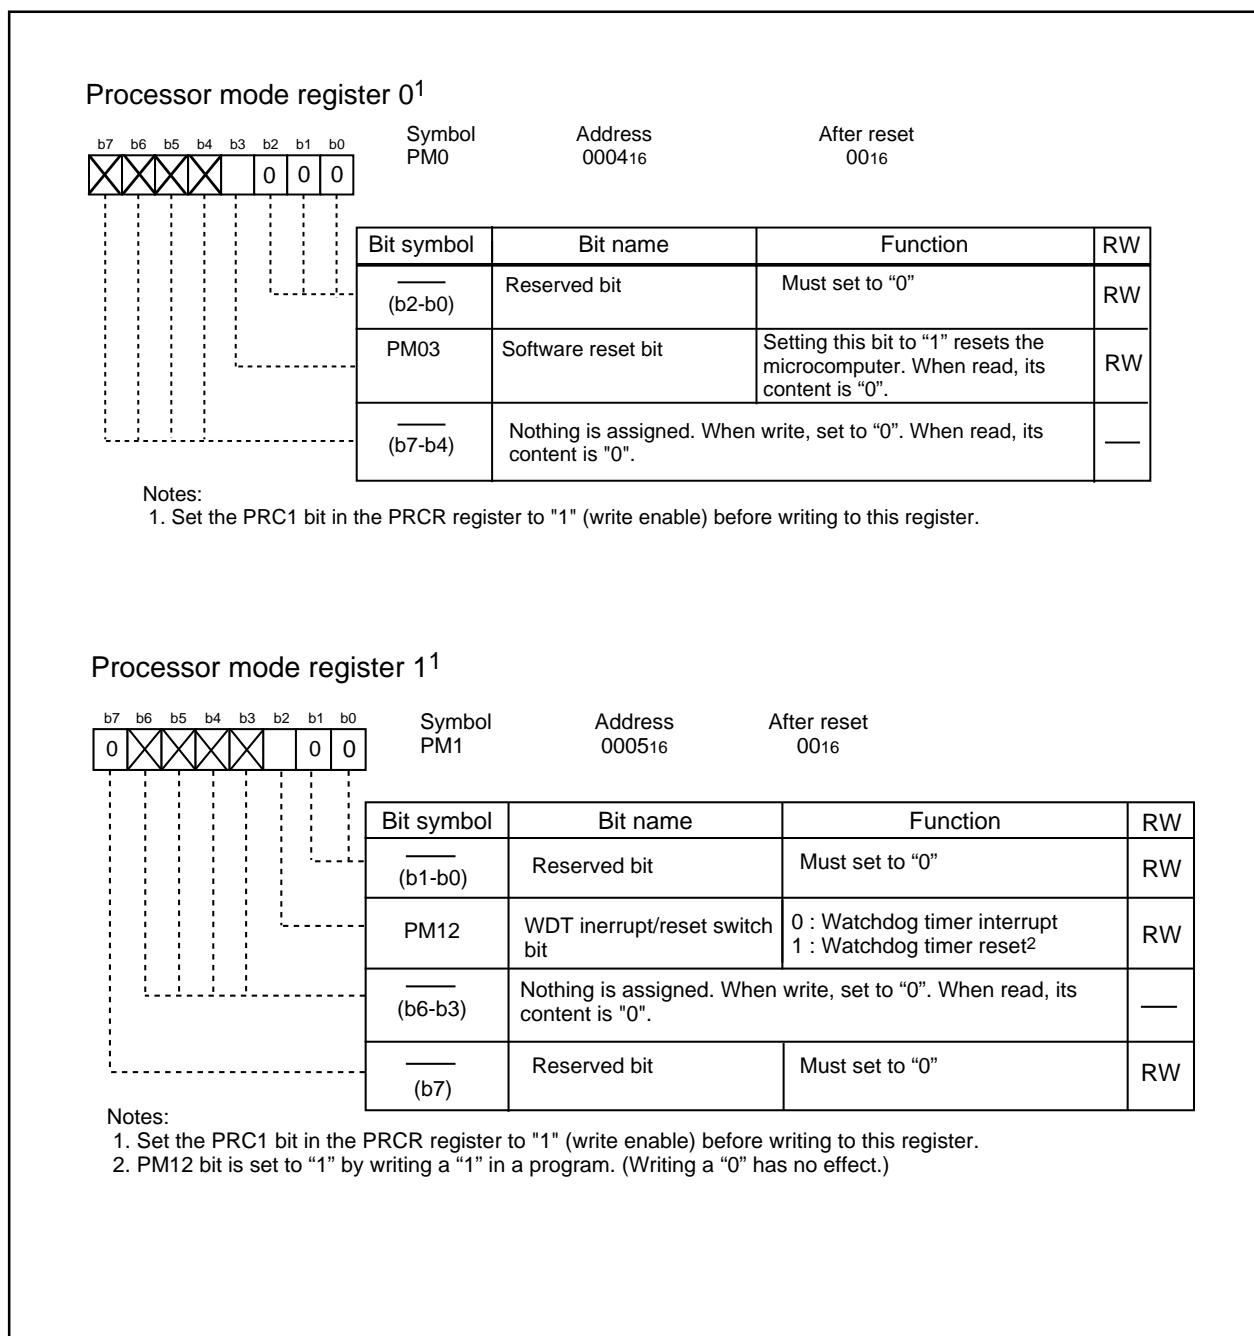 Processor mode register 0¹
Symbol Address After reset
b7 b6 b5 b4 b3 b2 b1 b0
PM0 000416 0016
0 0 0
Bit symbol Bit name Function RW
(b2-b0) Reserved bit Must set to “0” RW
PM03 Software reset bit Setting this bit to “1” resets the
microcomputer. When read, its
content is “0”.
RW
(b7-b4) Nothing is assigned. When write, set to “0”. When read, its
content is "0".
Notes:
1. Set the PRC1 bit in the PRCR register to "1" (write enable) before writing to this register.
Processor mode register 1¹
b7 b6 b5 b4 b3 b2 b1 b0
Symbol Address After reset
PM1 000516 0016
0 0 0
Bit symbol Bit name Function RW
(b1-b0) Reserved bit Must set to “0” RW
PM12 WDT inerrupt/reset switch
bit
0 : Watchdog timer interrupt
1 : Watchdog timer reset²
RW
(b6-b3) Nothing is assigned. When write, set to “0”. When read, its
content is "0".
(b7) Reserved bit Must set to “0” RW
Notes:
1. Set the PRC1 bit in the PRCR register to "1" (write enable) before writing to this register.
2. PM12 bit is set to “1” by writing a “1” in a program. (Writing a “0” has no effect.)